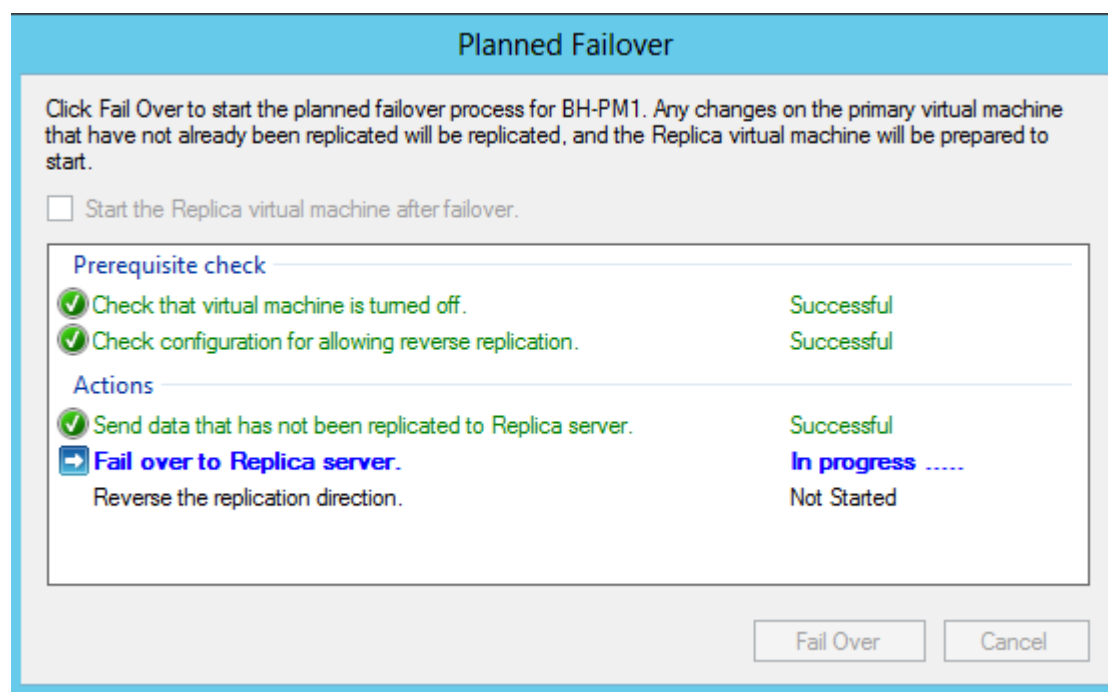 Planned Failover
Click Fail Over to start the planned failover process for BH-PM1. Any changes on the primary virtual machine
that have not already been replicated will be replicated, and the Replica virtual machine will be prepared to
start.
Start the Replica virtual machine after failover.
Prerequisite check
Check that virtual machine is turned off. Successful
Check configuration for allowing reverse replication. Successful
Actions
Send data that has not been replicated to Replica server. Successful
Fail over to Replica server. In progress .....
Reverse the replication direction. Not Started
Fail Over Cancel